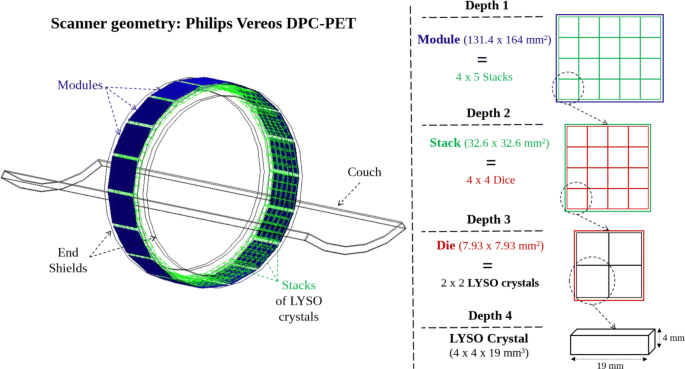 Scanner geometry: Philips Vereos DPC-PET
Modules
Couch
End
Shields
Stacks
of LYSO
crystals
Depth 1
Module (131.4 x 164 mm²)
=
4 x 5 Stacks
Depth 2
Stack (32.6 x 32.6 mm²)
=
4 x 4 Dice
Depth 3
Die (7.93 x 7.93 mm²)
=
2 x 2 LYSO crystals
Depth 4
LYSO Crystal
(4 x 4 x 19 mm³)
4 mm
19 mm